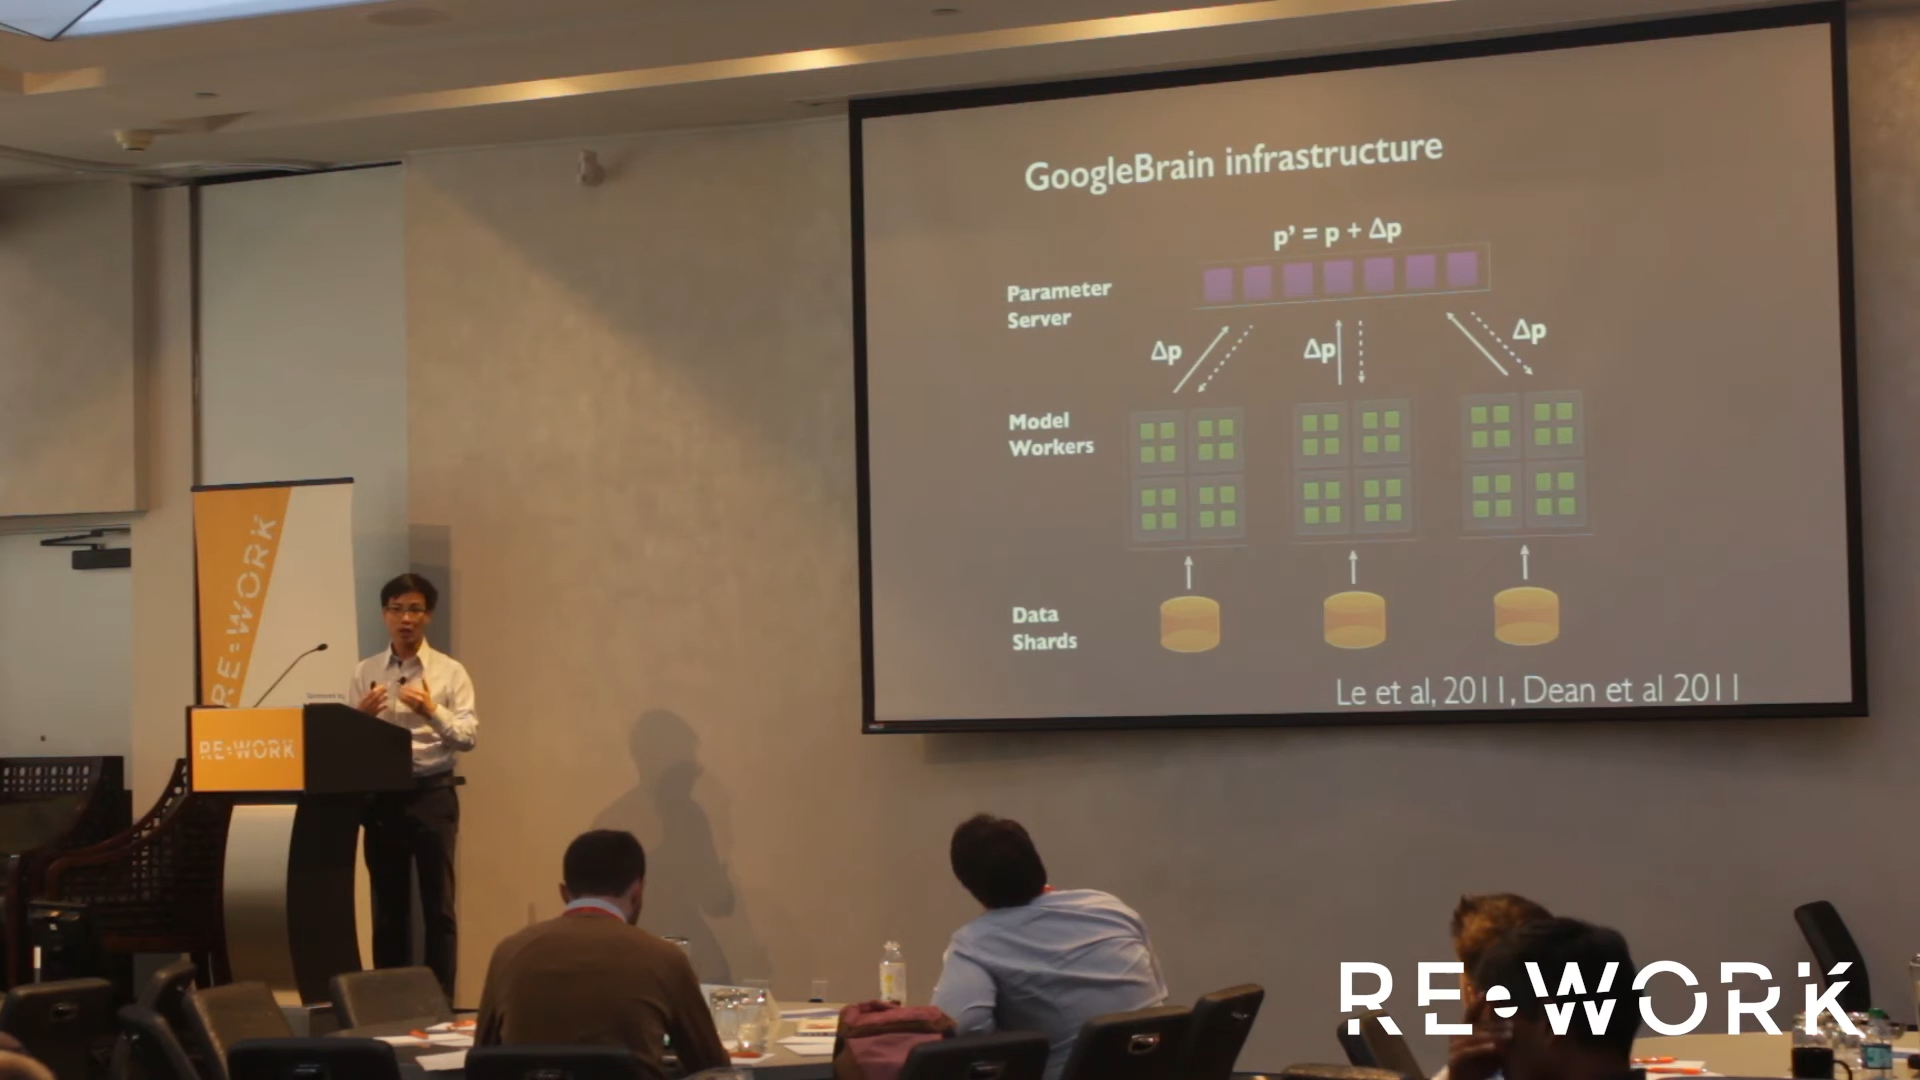 GoogleBrain infrastructure
p' = p + Δp
Parameter
Server
Δp
Δp
Δp
Model
Workers
Data
Shards
Le et al, 2011, Dean et al 2011
RE•WORK
RE•WORK
RE•WORK